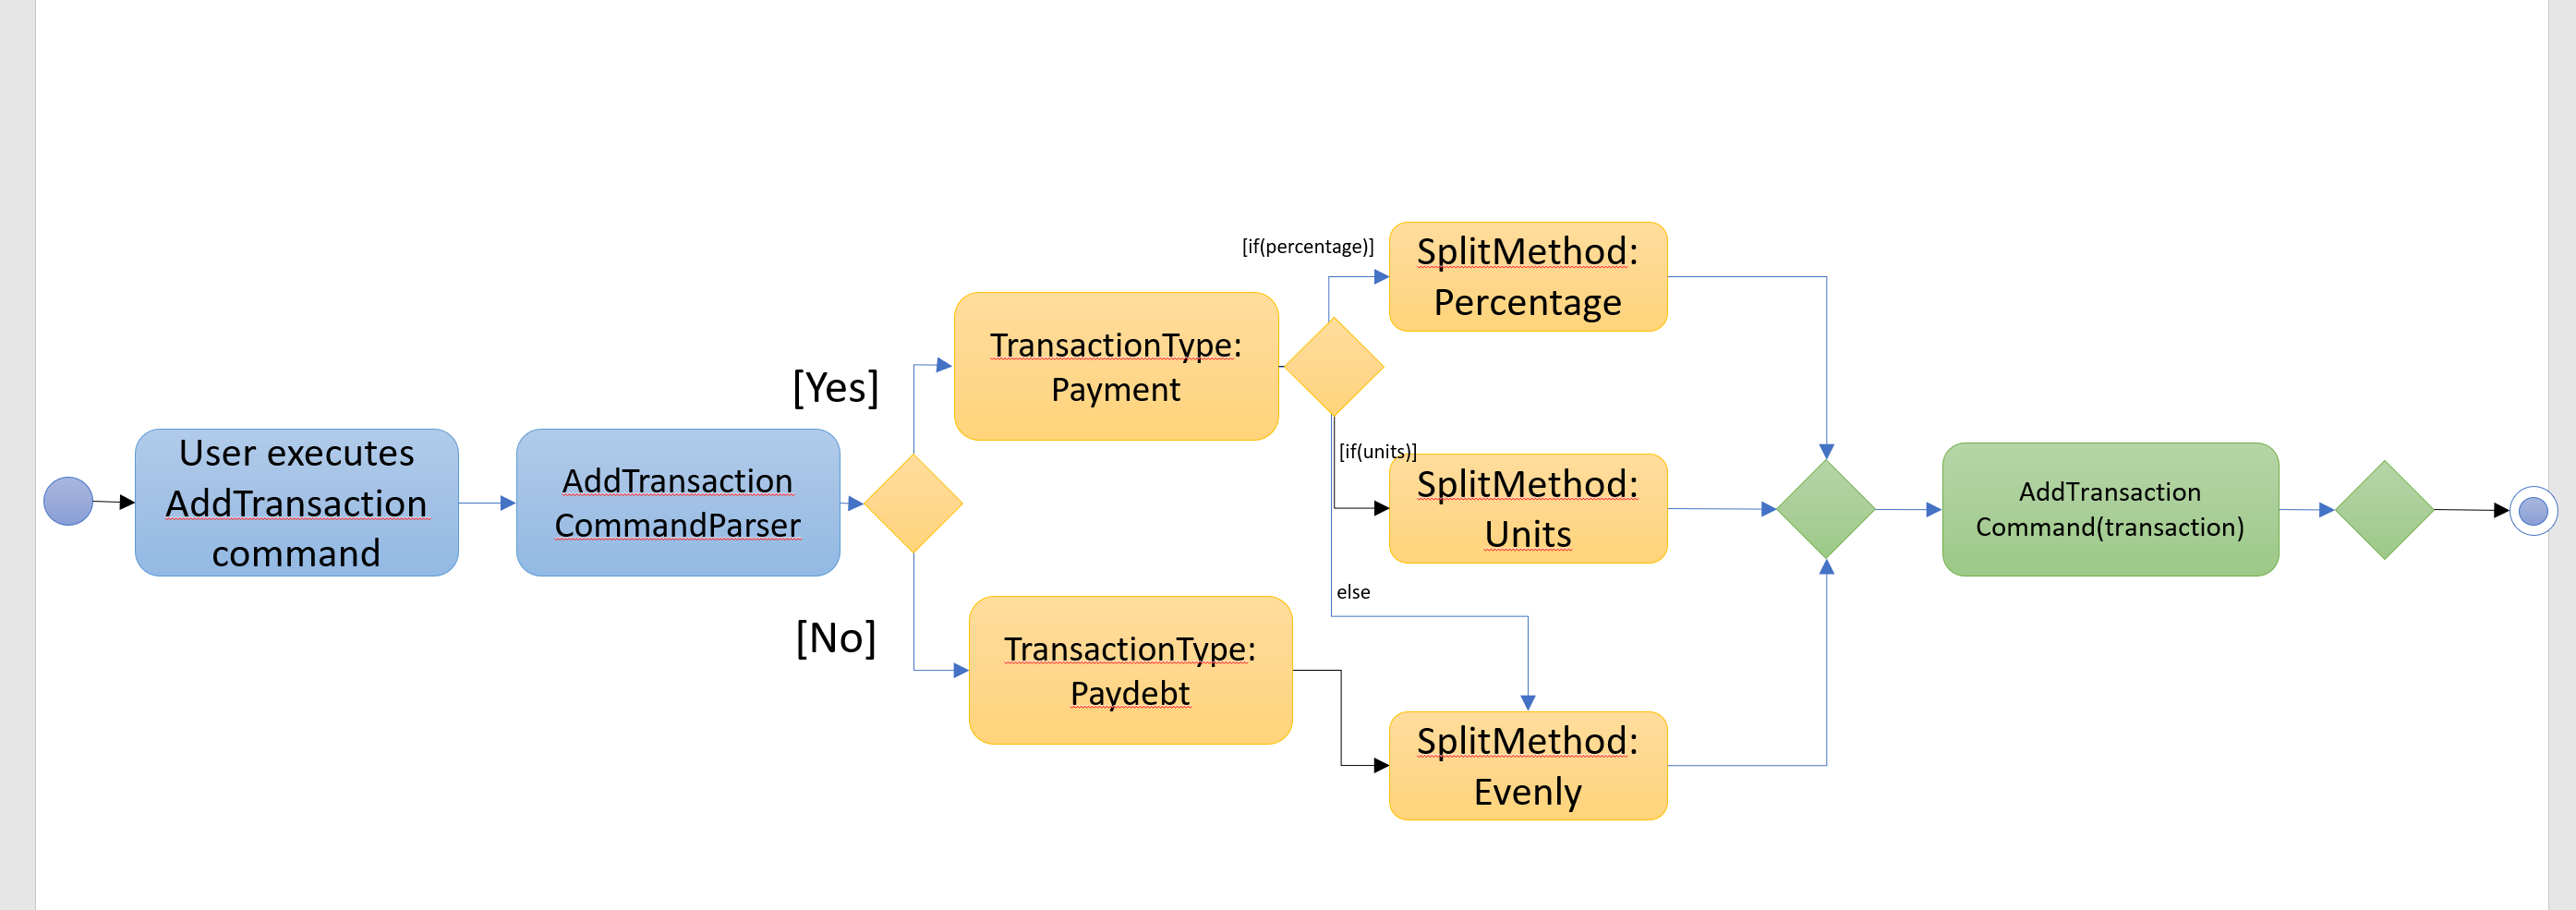 User executes
AddTransaction
command
AddTransaction
CommandParser
[Yes]
[No]
TransactionType:
Payment
TransactionType:
Paydebt
[if(percentage)]
[if(units)]
else
SplitMethod:
Percentage
SplitMethod:
Units
SplitMethod:
Evenly
AddTransaction
Command(transaction)